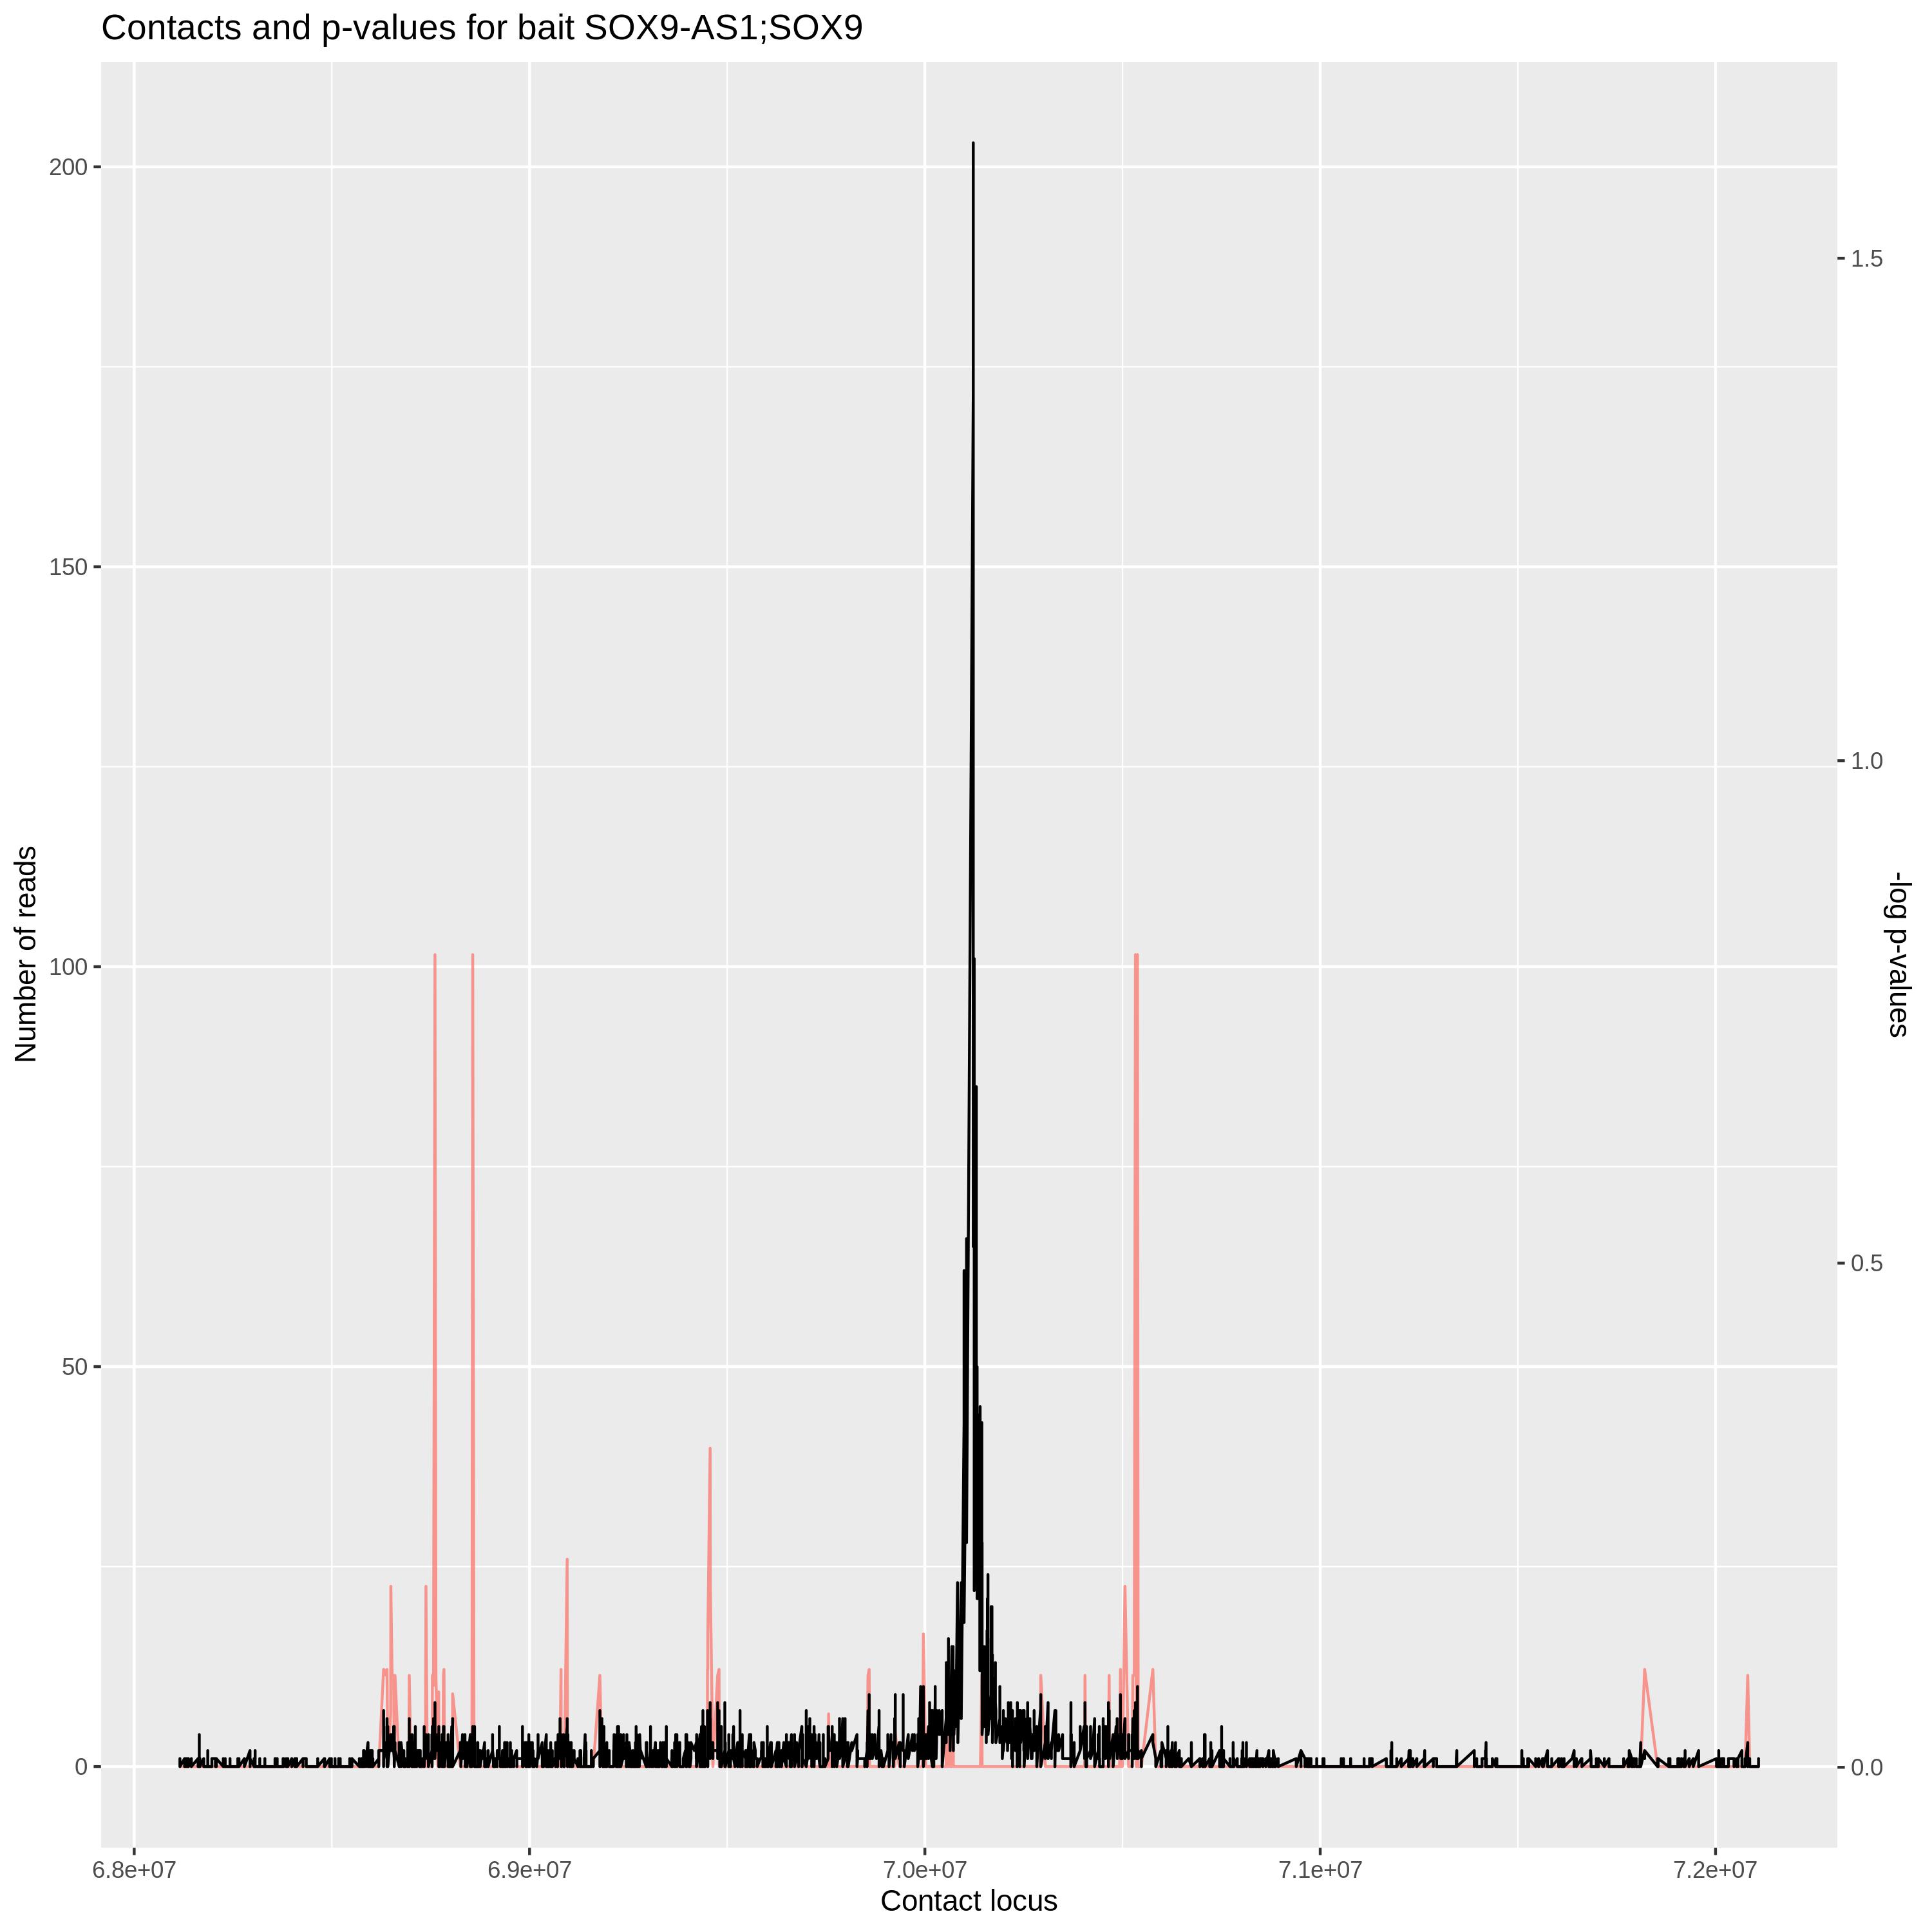 Contacts and p-values for bait SOX9-AS1;SOX9
200
150
100
50
0
Number of reads
1.5
1.0
0.5
0.0
-log p-values
6.8e+07
6.9e+07
7.0e+07
7.1e+07
7.2e+07
Contact locus